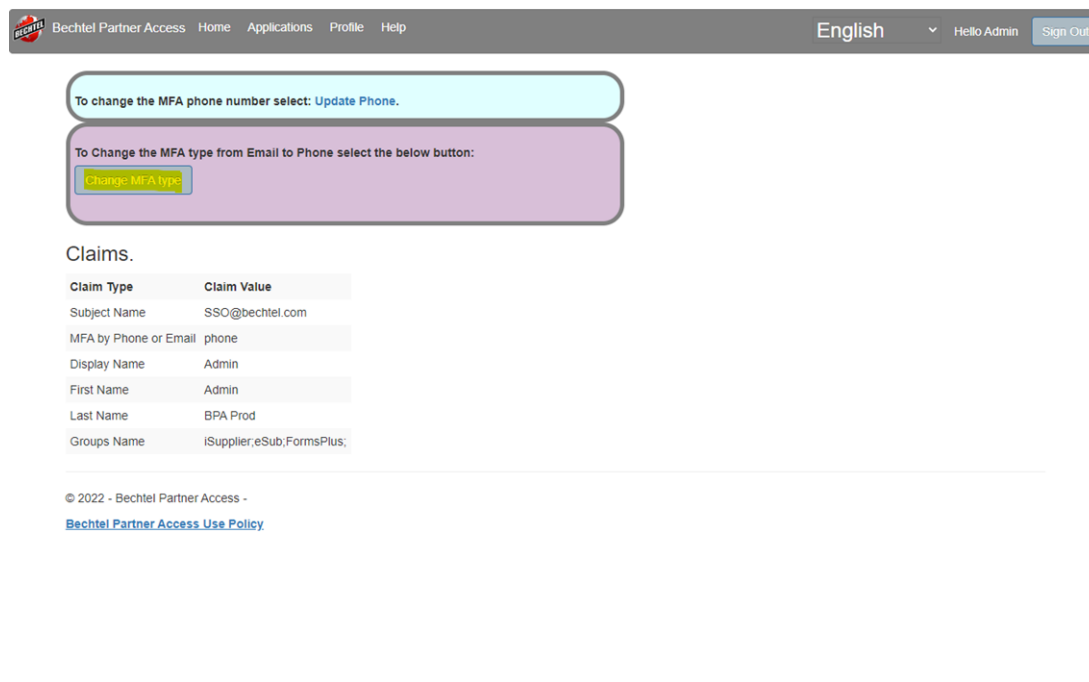 BECHTEL Bechtel Partner Access Home Applications Profile Help English Hello Admin Sign Out
To change the MFA phone number select: Update Phone.
To Change the MFA type from Email to Phone select the below button:
Change MFA type
Claims.
Claim Type Claim Value
Subject Name SSO@bechtel.com
MFA by Phone or Email phone
Display Name Admin
First Name Admin
Last Name BPA Prod
Groups Name iSupplier;eSub;FormsPlus;
© 2022 - Bechtel Partner Access -
Bechtel Partner Access Use Policy